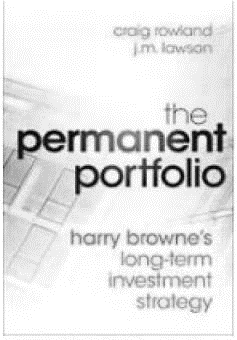 craig rowland
j.m. lawson
the
permanent
portfolio
harry browne's
long-term
investment
strategy